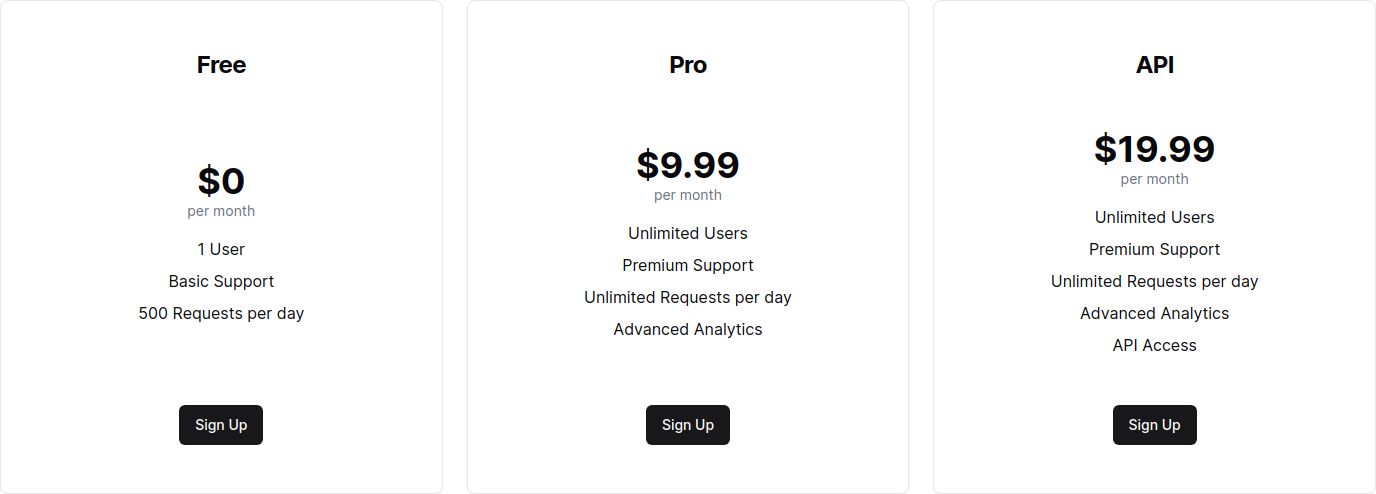 Free
$0
per month
1 User
Basic Support
500 Requests per day
Sign Up
Pro
$9.99
per month
Unlimited Users
Premium Support
Unlimited Requests per day
Advanced Analytics
Sign Up
API
$19.99
per month
Unlimited Users
Premium Support
Unlimited Requests per day
Advanced Analytics
API Access
Sign Up